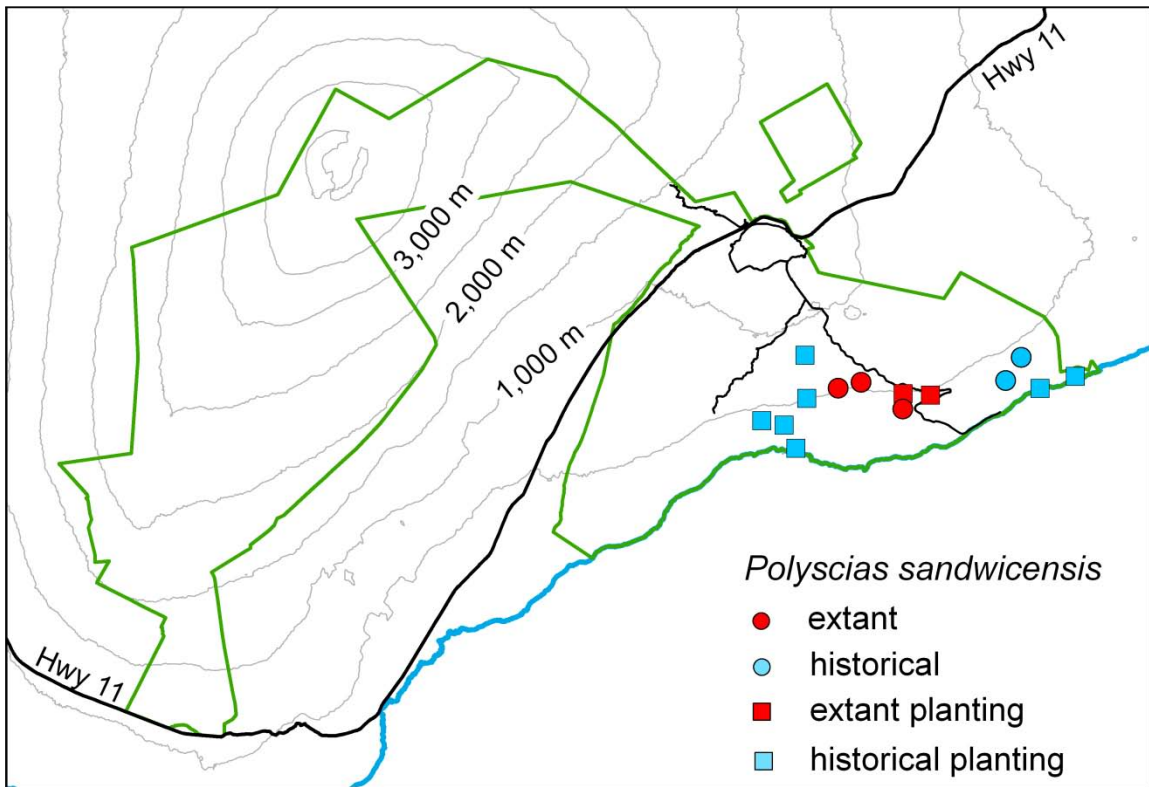 Hwy 11
3,000 m
2,000 m
1,000 m
Polyscias sandwicensis
extant
historical
Hwy 11
extant planting
historical planting